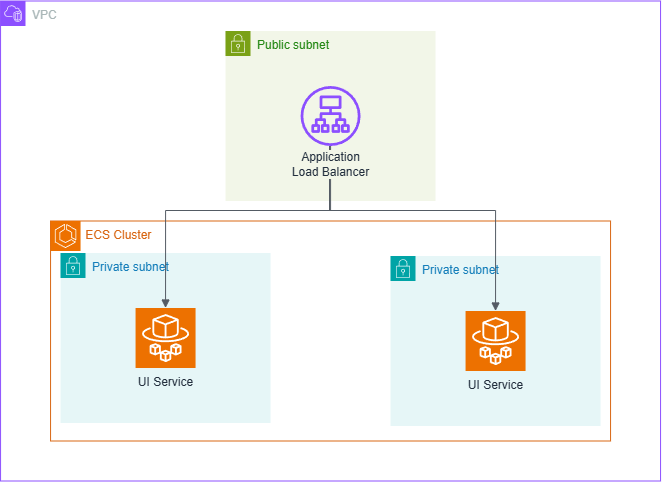 VPC
Public subnet
Application
Load Balancer
ECS Cluster
Private subnet
Private subnet
UI Service
UI Service